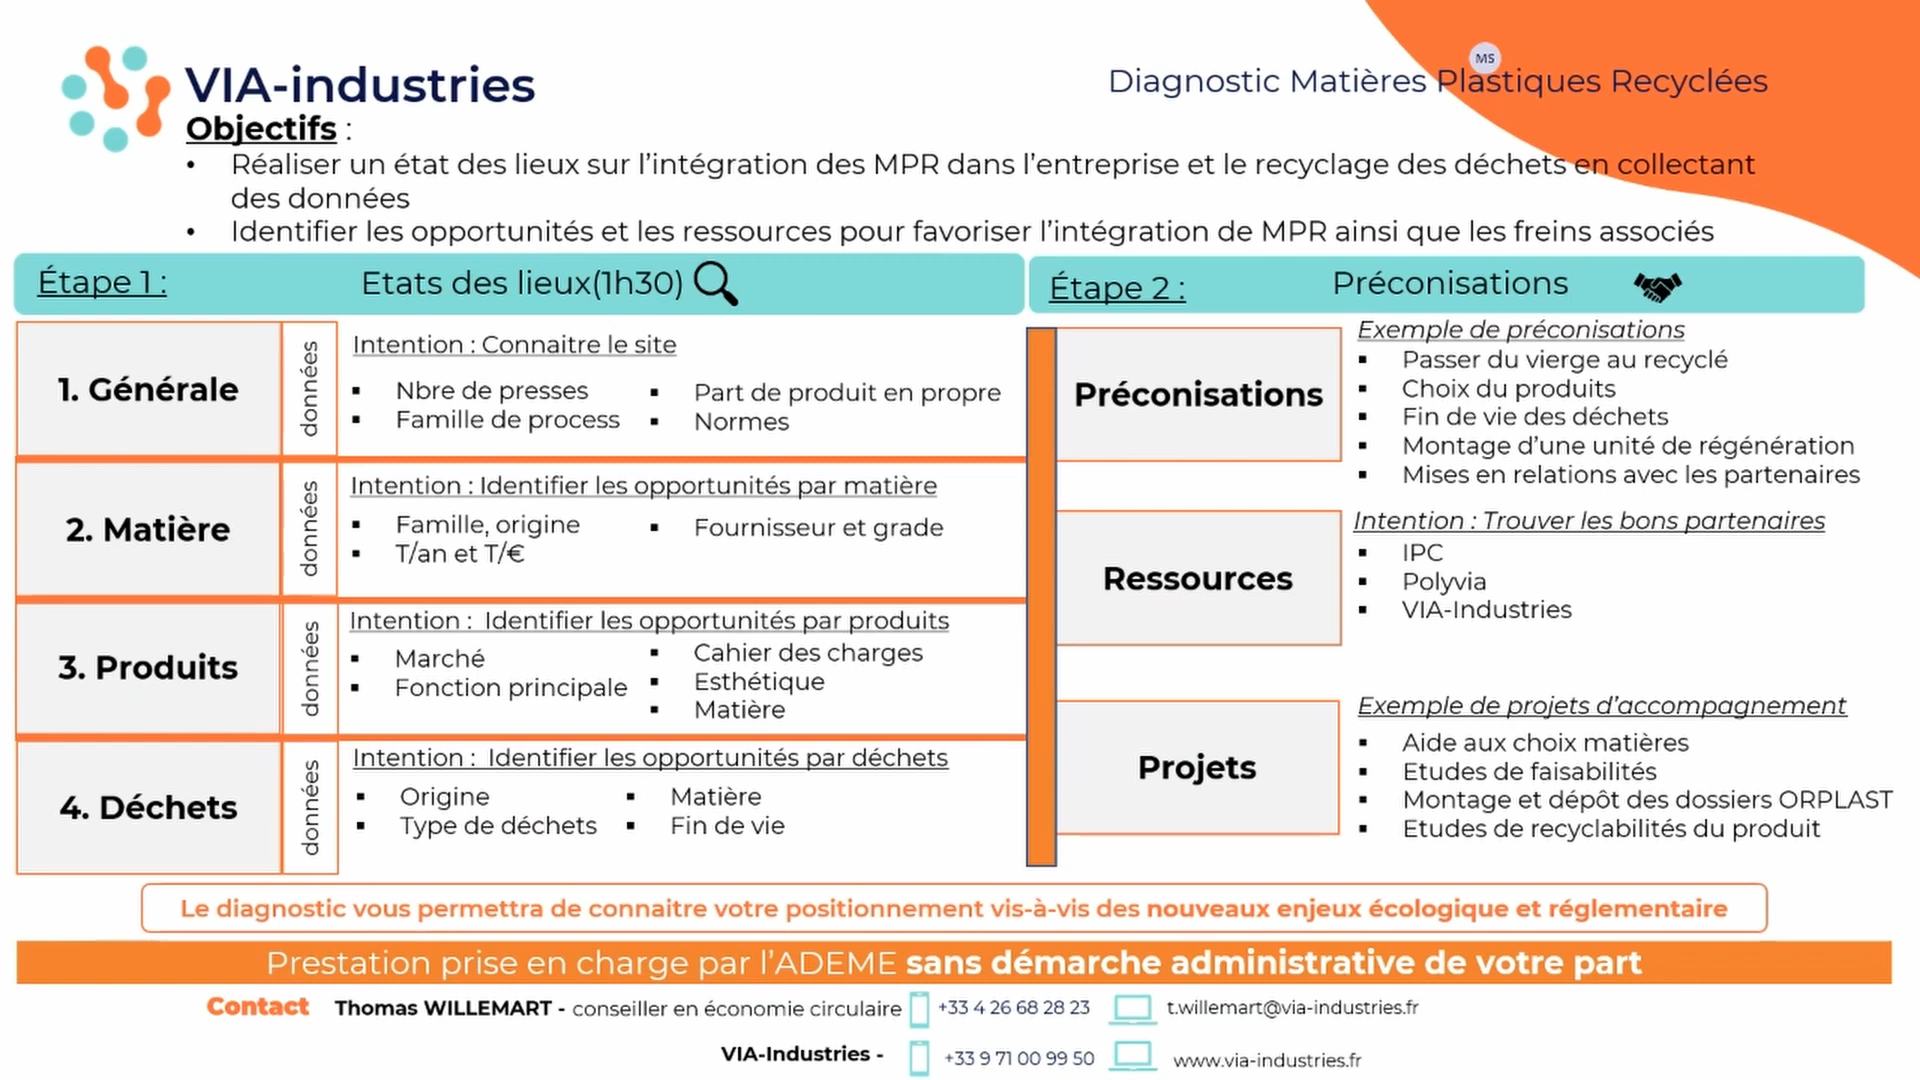 VIA-industries
Diagnostic Matières Plastiques Recyclées
MS
Objectifs :
• Réaliser un état des lieux sur l'intégration des MPR dans l'entreprise et le recyclage des déchets en collectant
des données
• Identifier les opportunités et les ressources pour favoriser l'intégration de MPR ainsi que les freins associés
Étape 1 :
Etats des lieux(1h30)
1. Générale
données
Intention : Connaitre le site
▪ Nbre de presses
▪ Famille de process
▪ Part de produit en propre
▪ Normes
2. Matière
données
Intention : Identifier les opportunités par matière
▪ Famille, origine
▪ T/an et T/€
▪ Fournisseur et grade
3. Produits
données
Intention : Identifier les opportunités par produits
▪ Marché
▪ Fonction principale
▪ Cahier des charges
▪ Esthétique
▪ Matière
4. Déchets
données
Intention : Identifier les opportunités par déchets
▪ Origine
▪ Type de déchets
▪ Matière
▪ Fin de vie
Étape 2 :
Préconisations
Préconisations
Exemple de préconisations
▪ Passer du vierge au recyclé
▪ Choix du produits
▪ Fin de vie des déchets
▪ Montage d'une unité de régénération
▪ Mises en relations avec les partenaires
Ressources
Intention : Trouver les bons partenaires
▪ IPC
▪ Polyvia
▪ VIA-Industries
Projets
Exemple de projets d'accompagnement
▪ Aide aux choix matières
▪ Etudes de faisabilités
▪ Montage et dépôt des dossiers ORPLAST
▪ Etudes de recyclabilités du produit
Le diagnostic vous permettra de connaitre votre positionnement vis-à-vis des nouveaux enjeux écologique et réglementaire
Prestation prise en charge par l'ADEME sans démarche administrative de votre part
Contact Thomas WILLEMART - conseiller en économie circulaire +33 4 26 68 28 23 t.willemart@via-industries.fr
VIA-Industries - +33 9 71 00 99 50 www.via-industries.fr